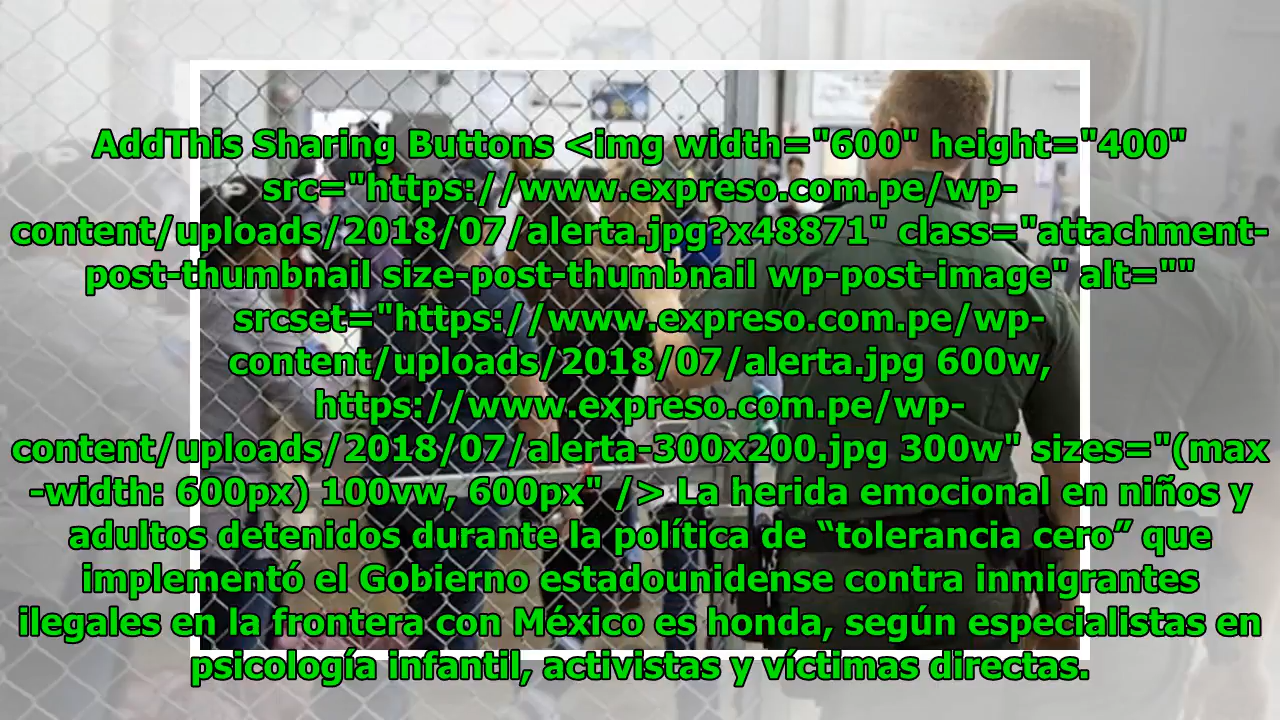 AddThis Sharing Buttons <img width="600" height="400"
src="https://www.expreso.com.pe/wp-
content/uploads/2018/07/alerta.jpg?x48871" class="attachment-
post-thumbnail size-post-thumbnail wp-post-image" alt=""
srcset="https://www.expreso.com.pe/wp-
content/uploads/2018/07/alerta.jpg 600w,
https://www.expreso.com.pe/wp-
content/uploads/2018/07/alerta-300x200.jpg 300w" sizes="(max
-width: 600px) 100vw, 600px" /> La herida emocional en niños y
adultos detenidos durante la política de “tolerancia cero” que
implementó el Gobierno estadounidense contra inmigrantes
ilegales en la frontera con México es honda, según especialistas en
psicología infantil, activistas y víctimas directas.